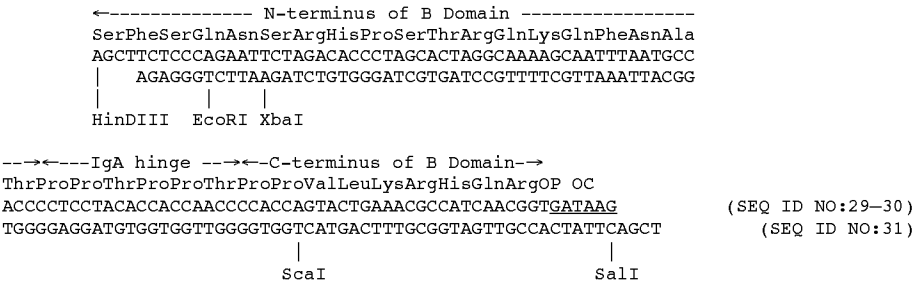 ←------------- N-terminus of B Domain ----------------
SerPheSerGlnAsnSerArgHisProSerThrArgGlnLysGlnPheAsnAla
AGCTTCTCCCAGAATTCTAGACACCCTAGCACTAGGCAAAAGCAATTTAATGCC
AGAGGGTCTTAAGATCTGTGGGATCGTGATCCGTTTTCGTTAAATTACGG
HinDIII EcoRI XbaI
--→←---IgA hinge --→←-C-terminus of B Domain-→
ThrProProThrProProThrProProValLeuLysArgHisGlnArgOP OC
ACCCCTCCTACACCACCAACCCCACCAGTACTGAAACGCCATCAACGGTGATAAG (SEQ ID NO:29–30)
TGGGGAGGATGTGGTGGTTGGGGTGGTCATGACTTTGCGGTAGTTGCCACTATTCAGCT (SEQ ID NO:31)
ScaI SalI